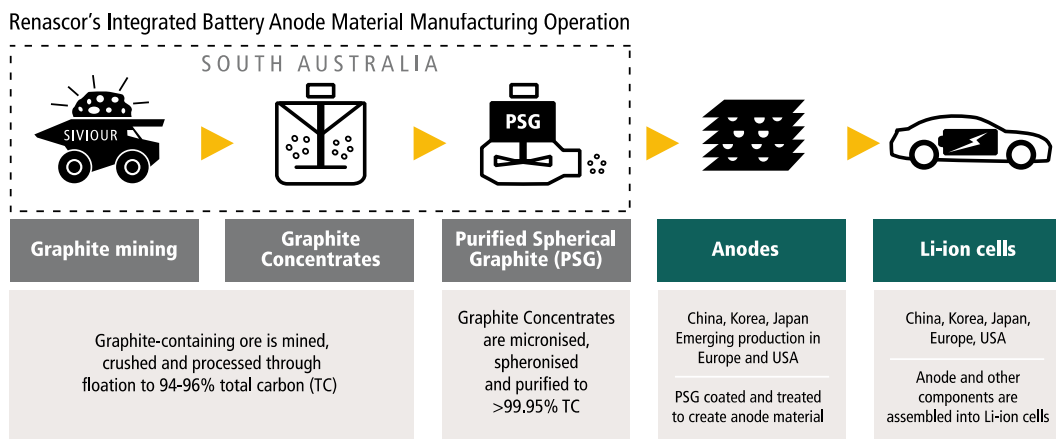 Renascor's Integrated Battery Anode Material Manufacturing Operation
SOUTH AUSTRALIA
SIVIOUR
PSG
Graphite mining
Graphite
Concentrates
Purified Spherical
Graphite (PSG)
Anodes
Li-ion cells
Graphite-containing ore is mined,
crushed and processed through
floation to 94-96% total carbon (TC)
Graphite Concentrates
are micronised,
spheronised
and purified to
>99.95% TC
China, Korea, Japan
Emerging production in
Europe and USA
PSG coated and treated
to create anode material
China, Korea, Japan,
Europe, USA
Anode and other
components are
assembled into Li-ion cells